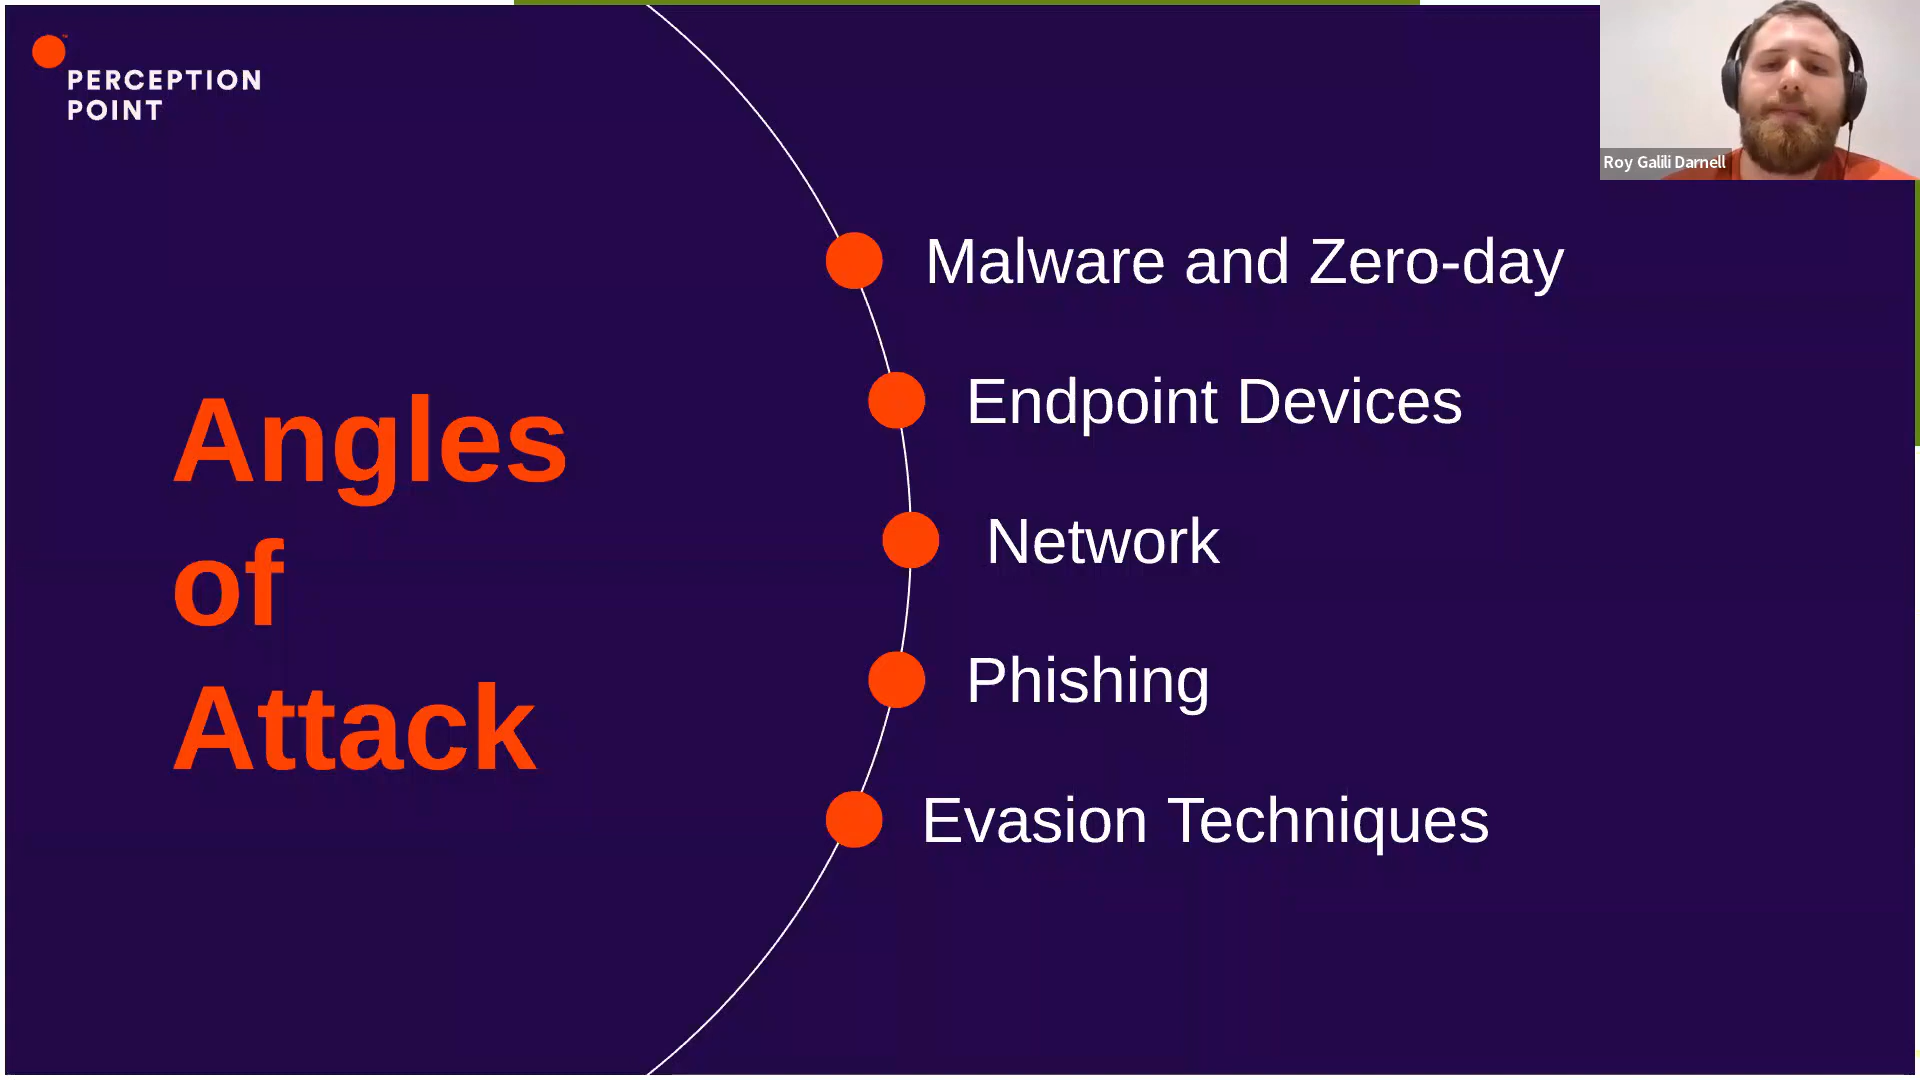 PERCEPTION
POINT
Roy Galili Darnell
Angles
of
Attack
Malware and Zero-day
Endpoint Devices
Network
Phishing
Evasion Techniques